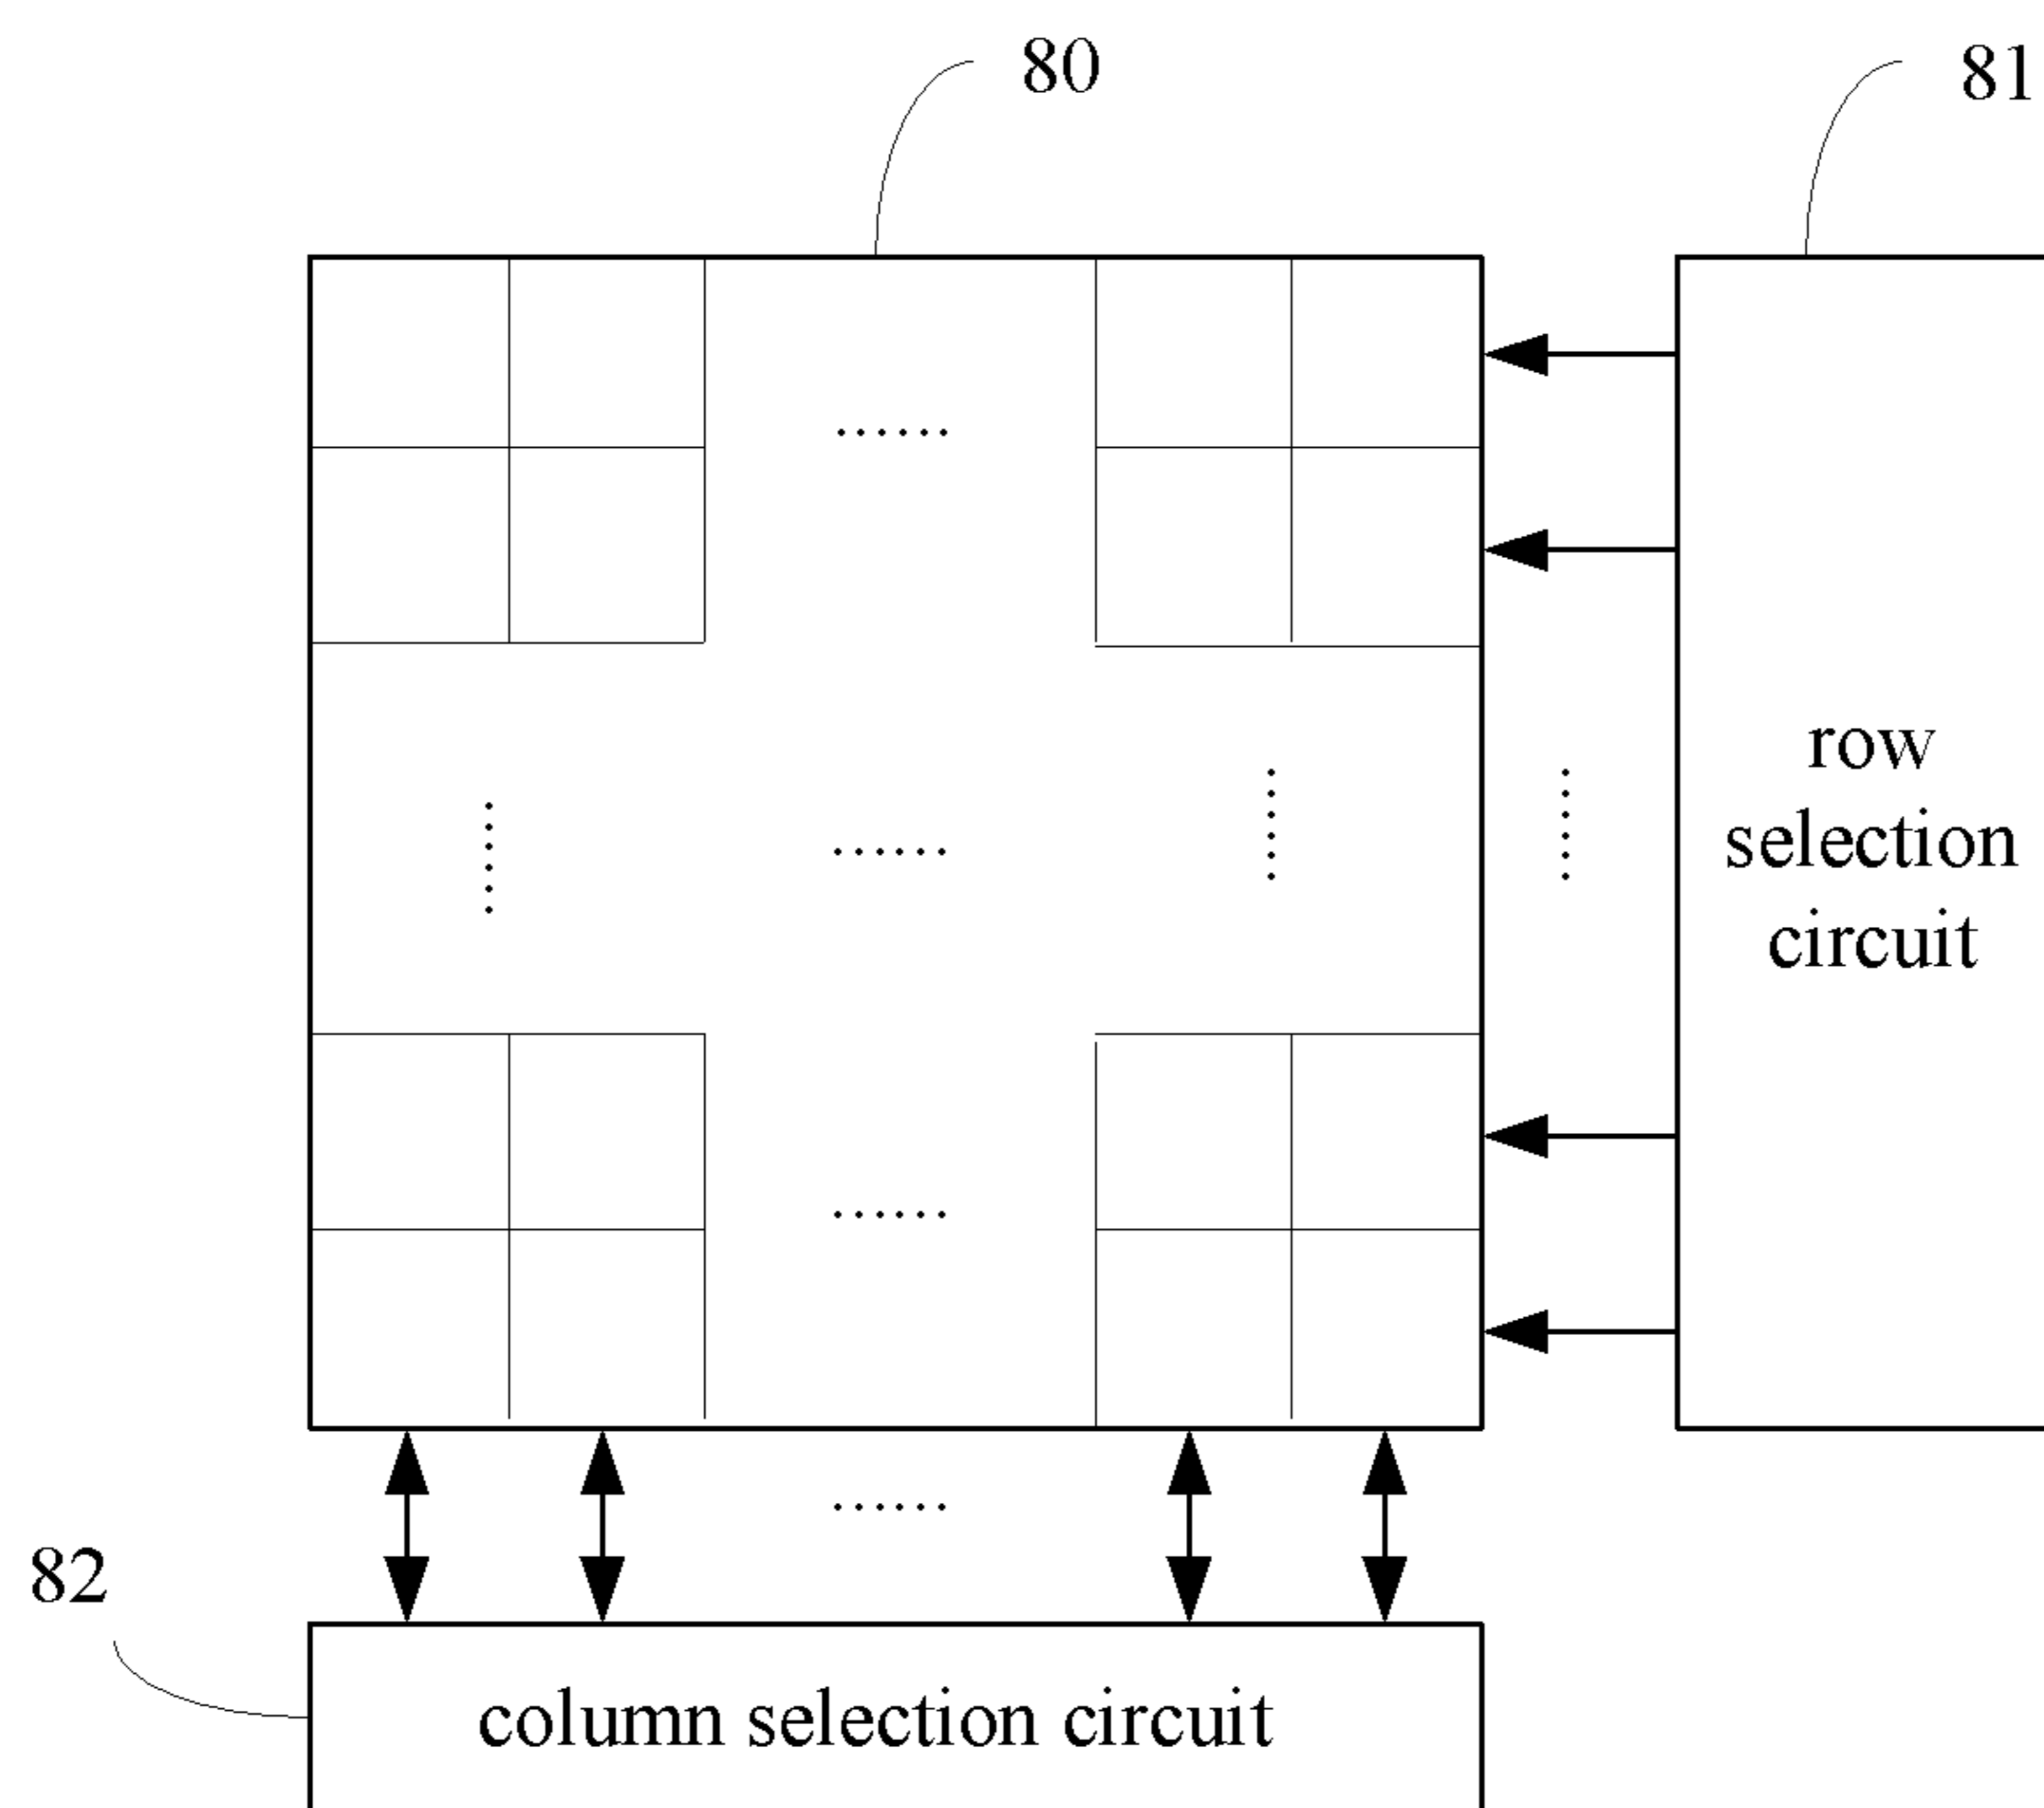 80
81
row
selection
circuit
82
column selection circuit